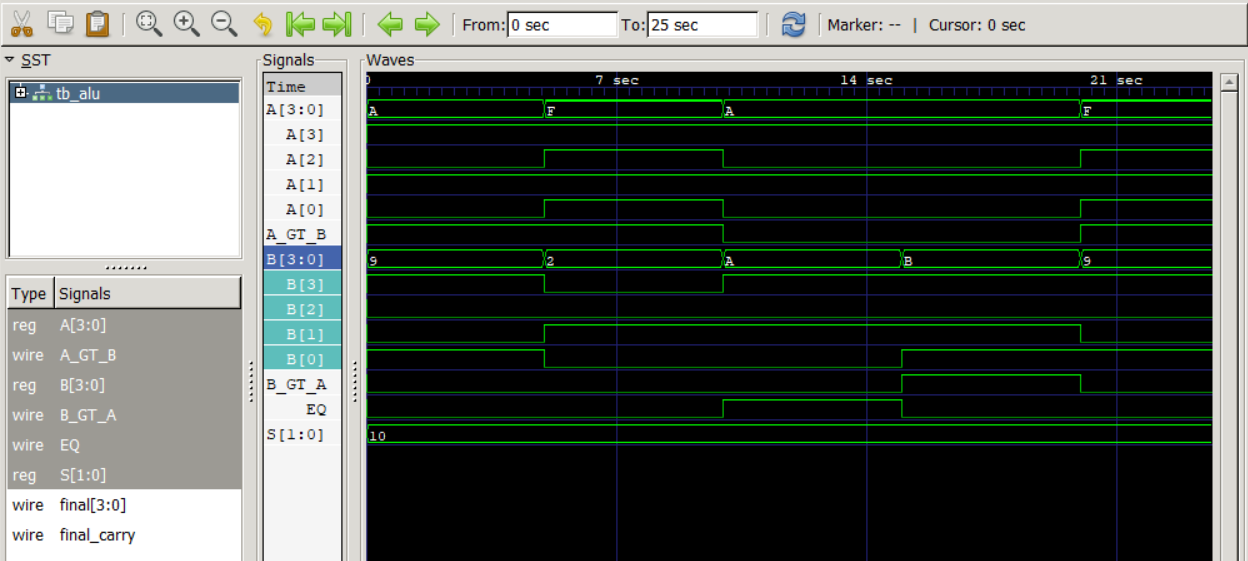 From: 0 sec To: 25 sec Marker: -- | Cursor: 0 sec
SST
tb_alu
Type Signals
reg A[3:0]
wire A_GT_B
reg B[3:0]
wire B_GT_A
wire EQ
reg S[1:0]
wire final[3:0]
wire final_carry
Signals
Time
A[3:0]
A[3]
A[2]
A[1]
A[0]
A_GT_B
B[3:0]
B[3]
B[2]
B[1]
B[0]
B_GT_A
EQ
S[1:0]
Waves
0 7 sec 14 sec 21 sec
A F A F
9 2 A B 9
10